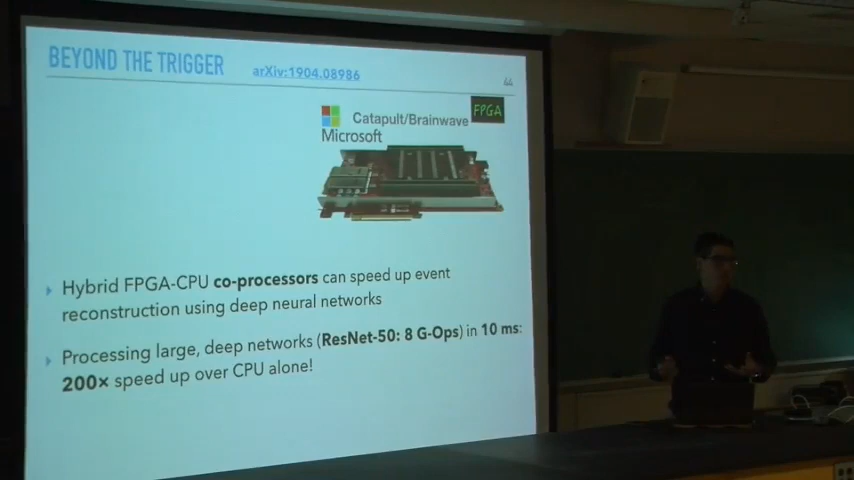 BEYOND THE TRIGGER arXiv:1904.08986
44
Catapult/Brainwave FPGA
Microsoft
Hybrid FPGA-CPU co-processors can speed up event
reconstruction using deep neural networks
Processing large, deep networks (ResNet-50: 8 G-Ops) in 10 ms:
200× speed up over CPU alone!